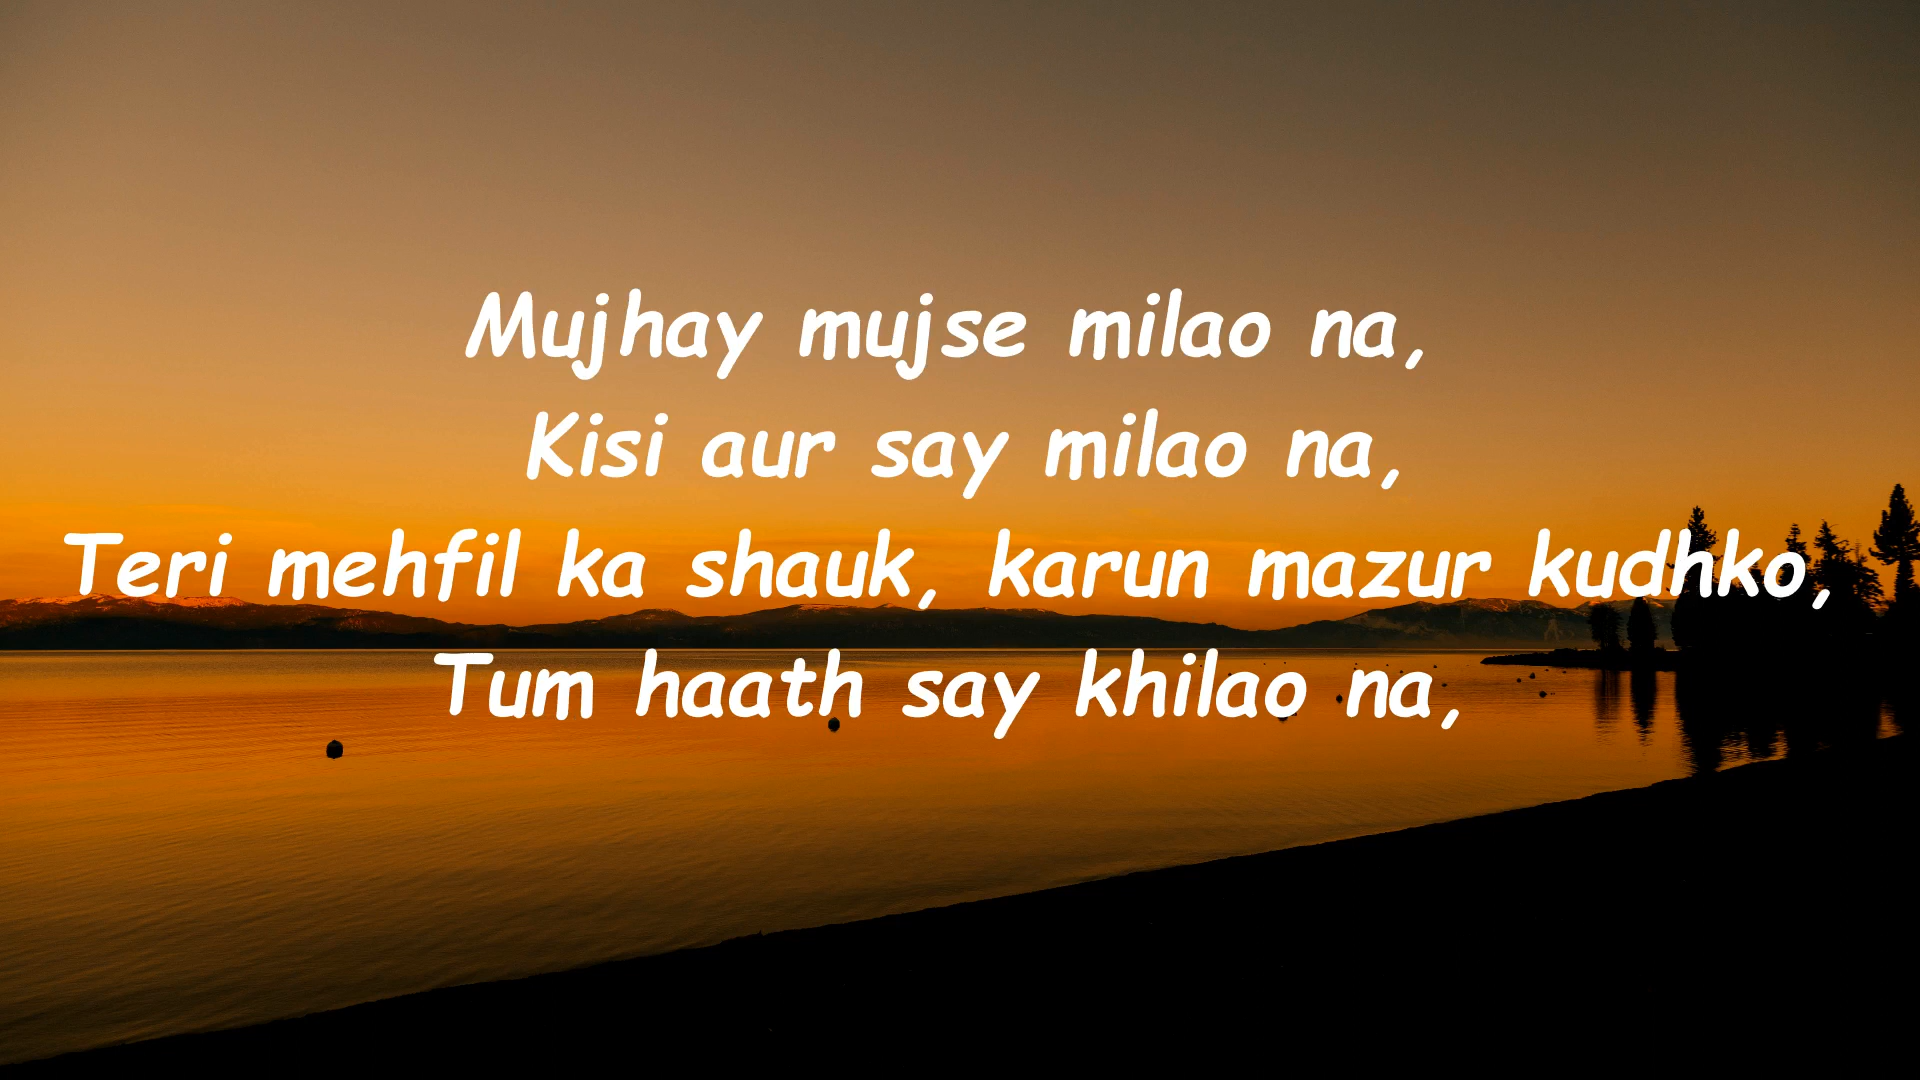 Mujhay mujse milao na,
Kisi aur say milao na,
Teri mehfil ka shauk, karun mazur kudhko,
Tum haath say khilao na,